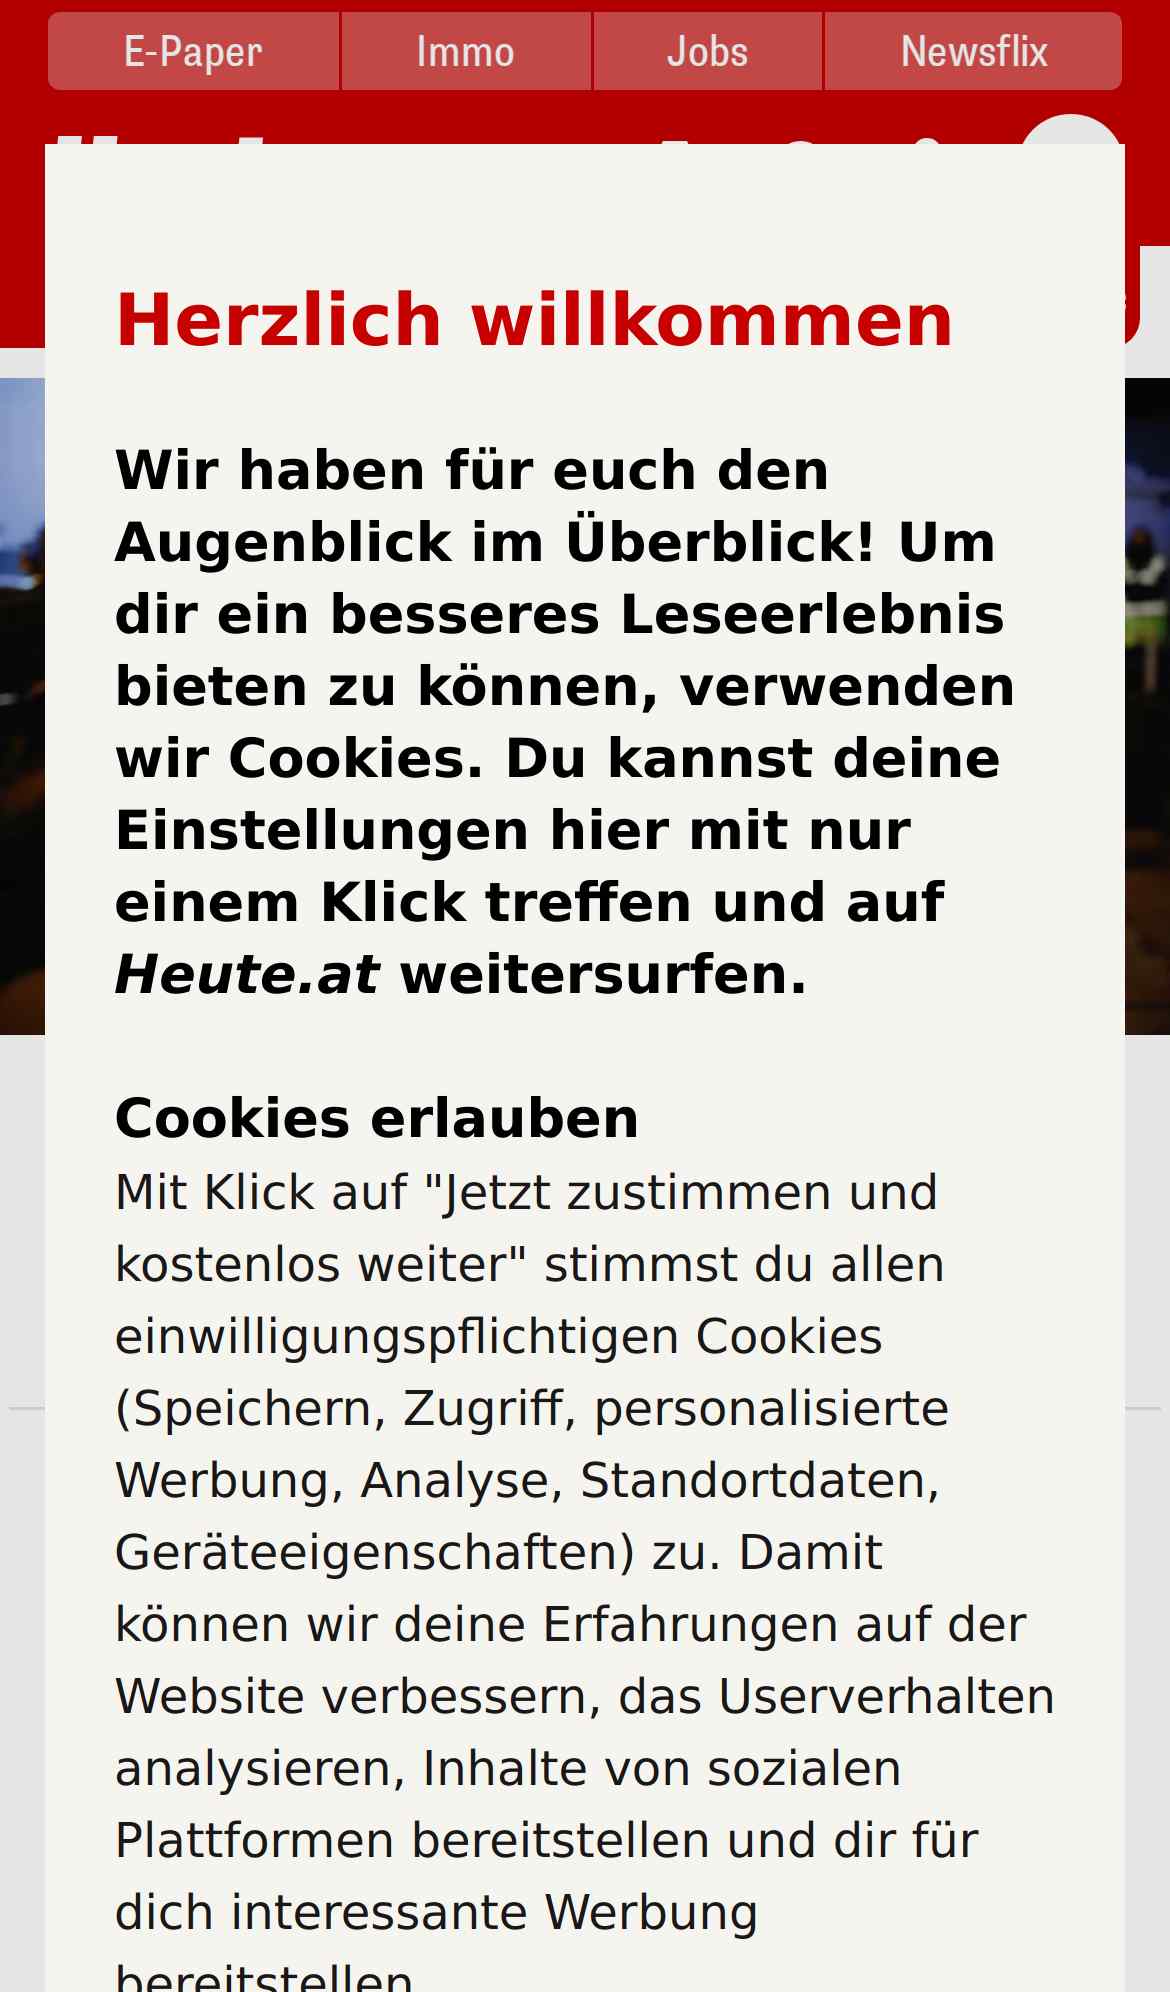 E-Paper
Immo
Jobs
Newsflix
Herzlich willkommen
Wir haben für euch den
Augenblick im Überblick! Um
dir ein besseres Leseerlebnis
bieten zu können, verwenden
wir Cookies. Du kannst deine
Einstellungen hier mit nur
einem Klick treffen und auf
Heute.at weitersurfen.
Cookies erlauben
Mit Klick auf "Jetzt zustimmen und
kostenlos weiter" stimmst du allen
einwilligungspflichtigen Cookies
(Speichern, Zugriff, personalisierte
Werbung, Analyse, Standortdaten,
Geräteeigenschaften) zu. Damit
können wir deine Erfahrungen auf der
Website verbessern, das Userverhalten
analysieren, Inhalte von sozialen
Plattformen bereitstellen und dir für
dich interessante Werbung
bereitstellen